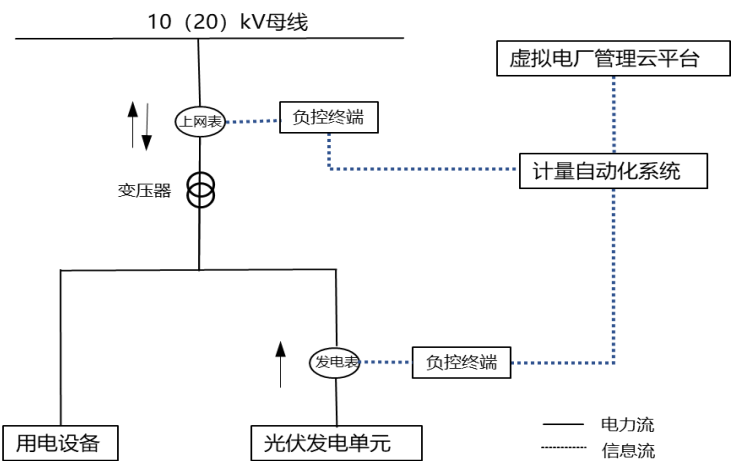 10（20）kV母线
虚拟电厂管理云平台
上网表
负控终端
计量自动化系统
变压器
发电表
负控终端
用电设备
光伏发电单元
电力流
信息流